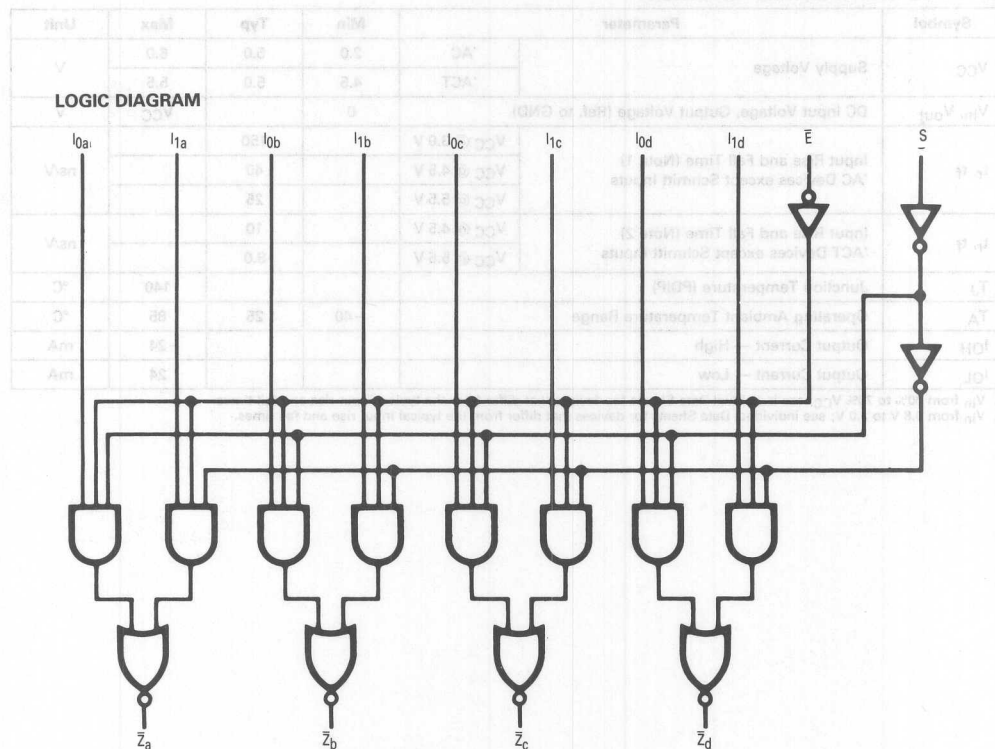 LOGIC DIAGRAM
I0a I1a I0b I1b I0c I1c I0d I1d E̅ S
Z̅a Z̅b Z̅c Z̅d
Symbol Parameter Min Typ Max Unit
VCC Supply Voltage 'AC 2.0 5.0 6.0 V
'ACT 4.5 5.0 5.5
Vin, Vout DC Input Voltage, Output Voltage (Ref. to GND) 0 VCC V
tr, tf Input Rise and Fall Time (Note 1)
'AC Devices except Schmitt Inputs
VCC @ 3.0 V 150
VCC @ 4.5 V 40 ns/V
VCC @ 5.5 V 25
tr, tf Input Rise and Fall Time (Note 2)
'ACT Devices except Schmitt Inputs
VCC @ 4.5 V 10 ns/V
VCC @ 5.5 V 8.0
TJ Junction Temperature (PDIP) 140 °C
TA Operating Ambient Temperature Range −40 25 85 °C
IOH Output Current — High −24 mA
IOL Output Current — Low 24 mA